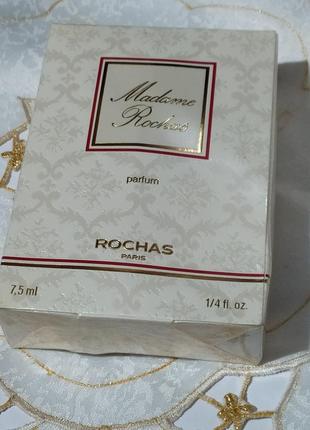 Madame
Rochas
parfum
ROCHAS
PARIS
7,5 ml 1/4 fl. oz.